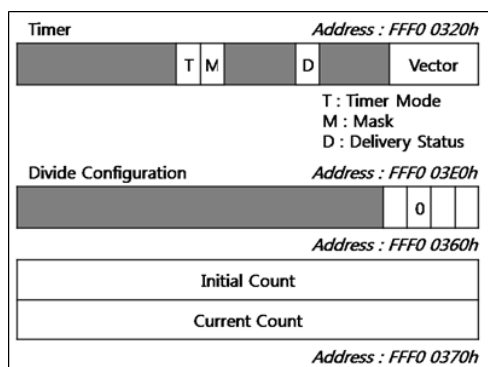 Timer Address : FFF0 0320h
T M D Vector
T : Timer Mode
M : Mask
D : Delivery Status
Divide Configuration Address : FFF0 03E0h
0
Address : FFF0 0360h
Initial Count
Current Count
Address : FFF0 0370h